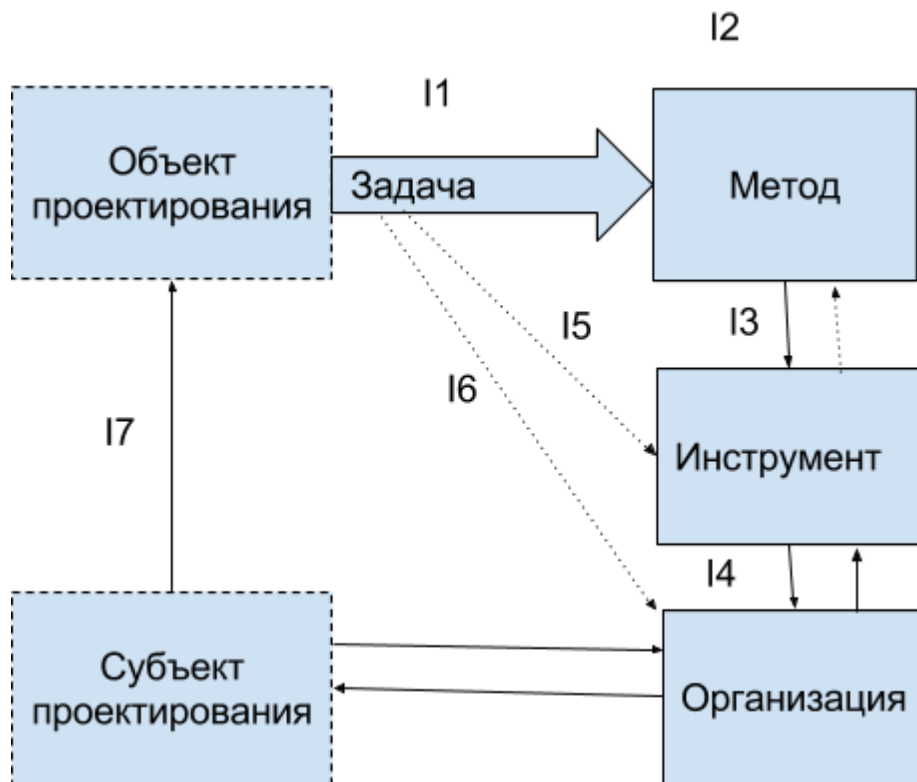 I2
I1
Объект
проектирования
Задача
Метод
I5
I3
I6
I7
Инструмент
I4
Субъект
проектирования
Организация